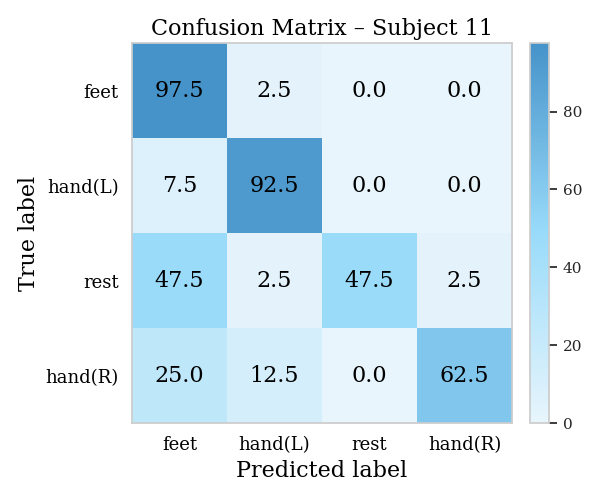 Confusion Matrix – Subject 11
True label
feet 97.5 2.5 0.0 0.0
hand(L) 7.5 92.5 0.0 0.0
rest 47.5 2.5 47.5 2.5
hand(R) 25.0 12.5 0.0 62.5
feet hand(L) rest hand(R)
Predicted label
80
60
40
20
0